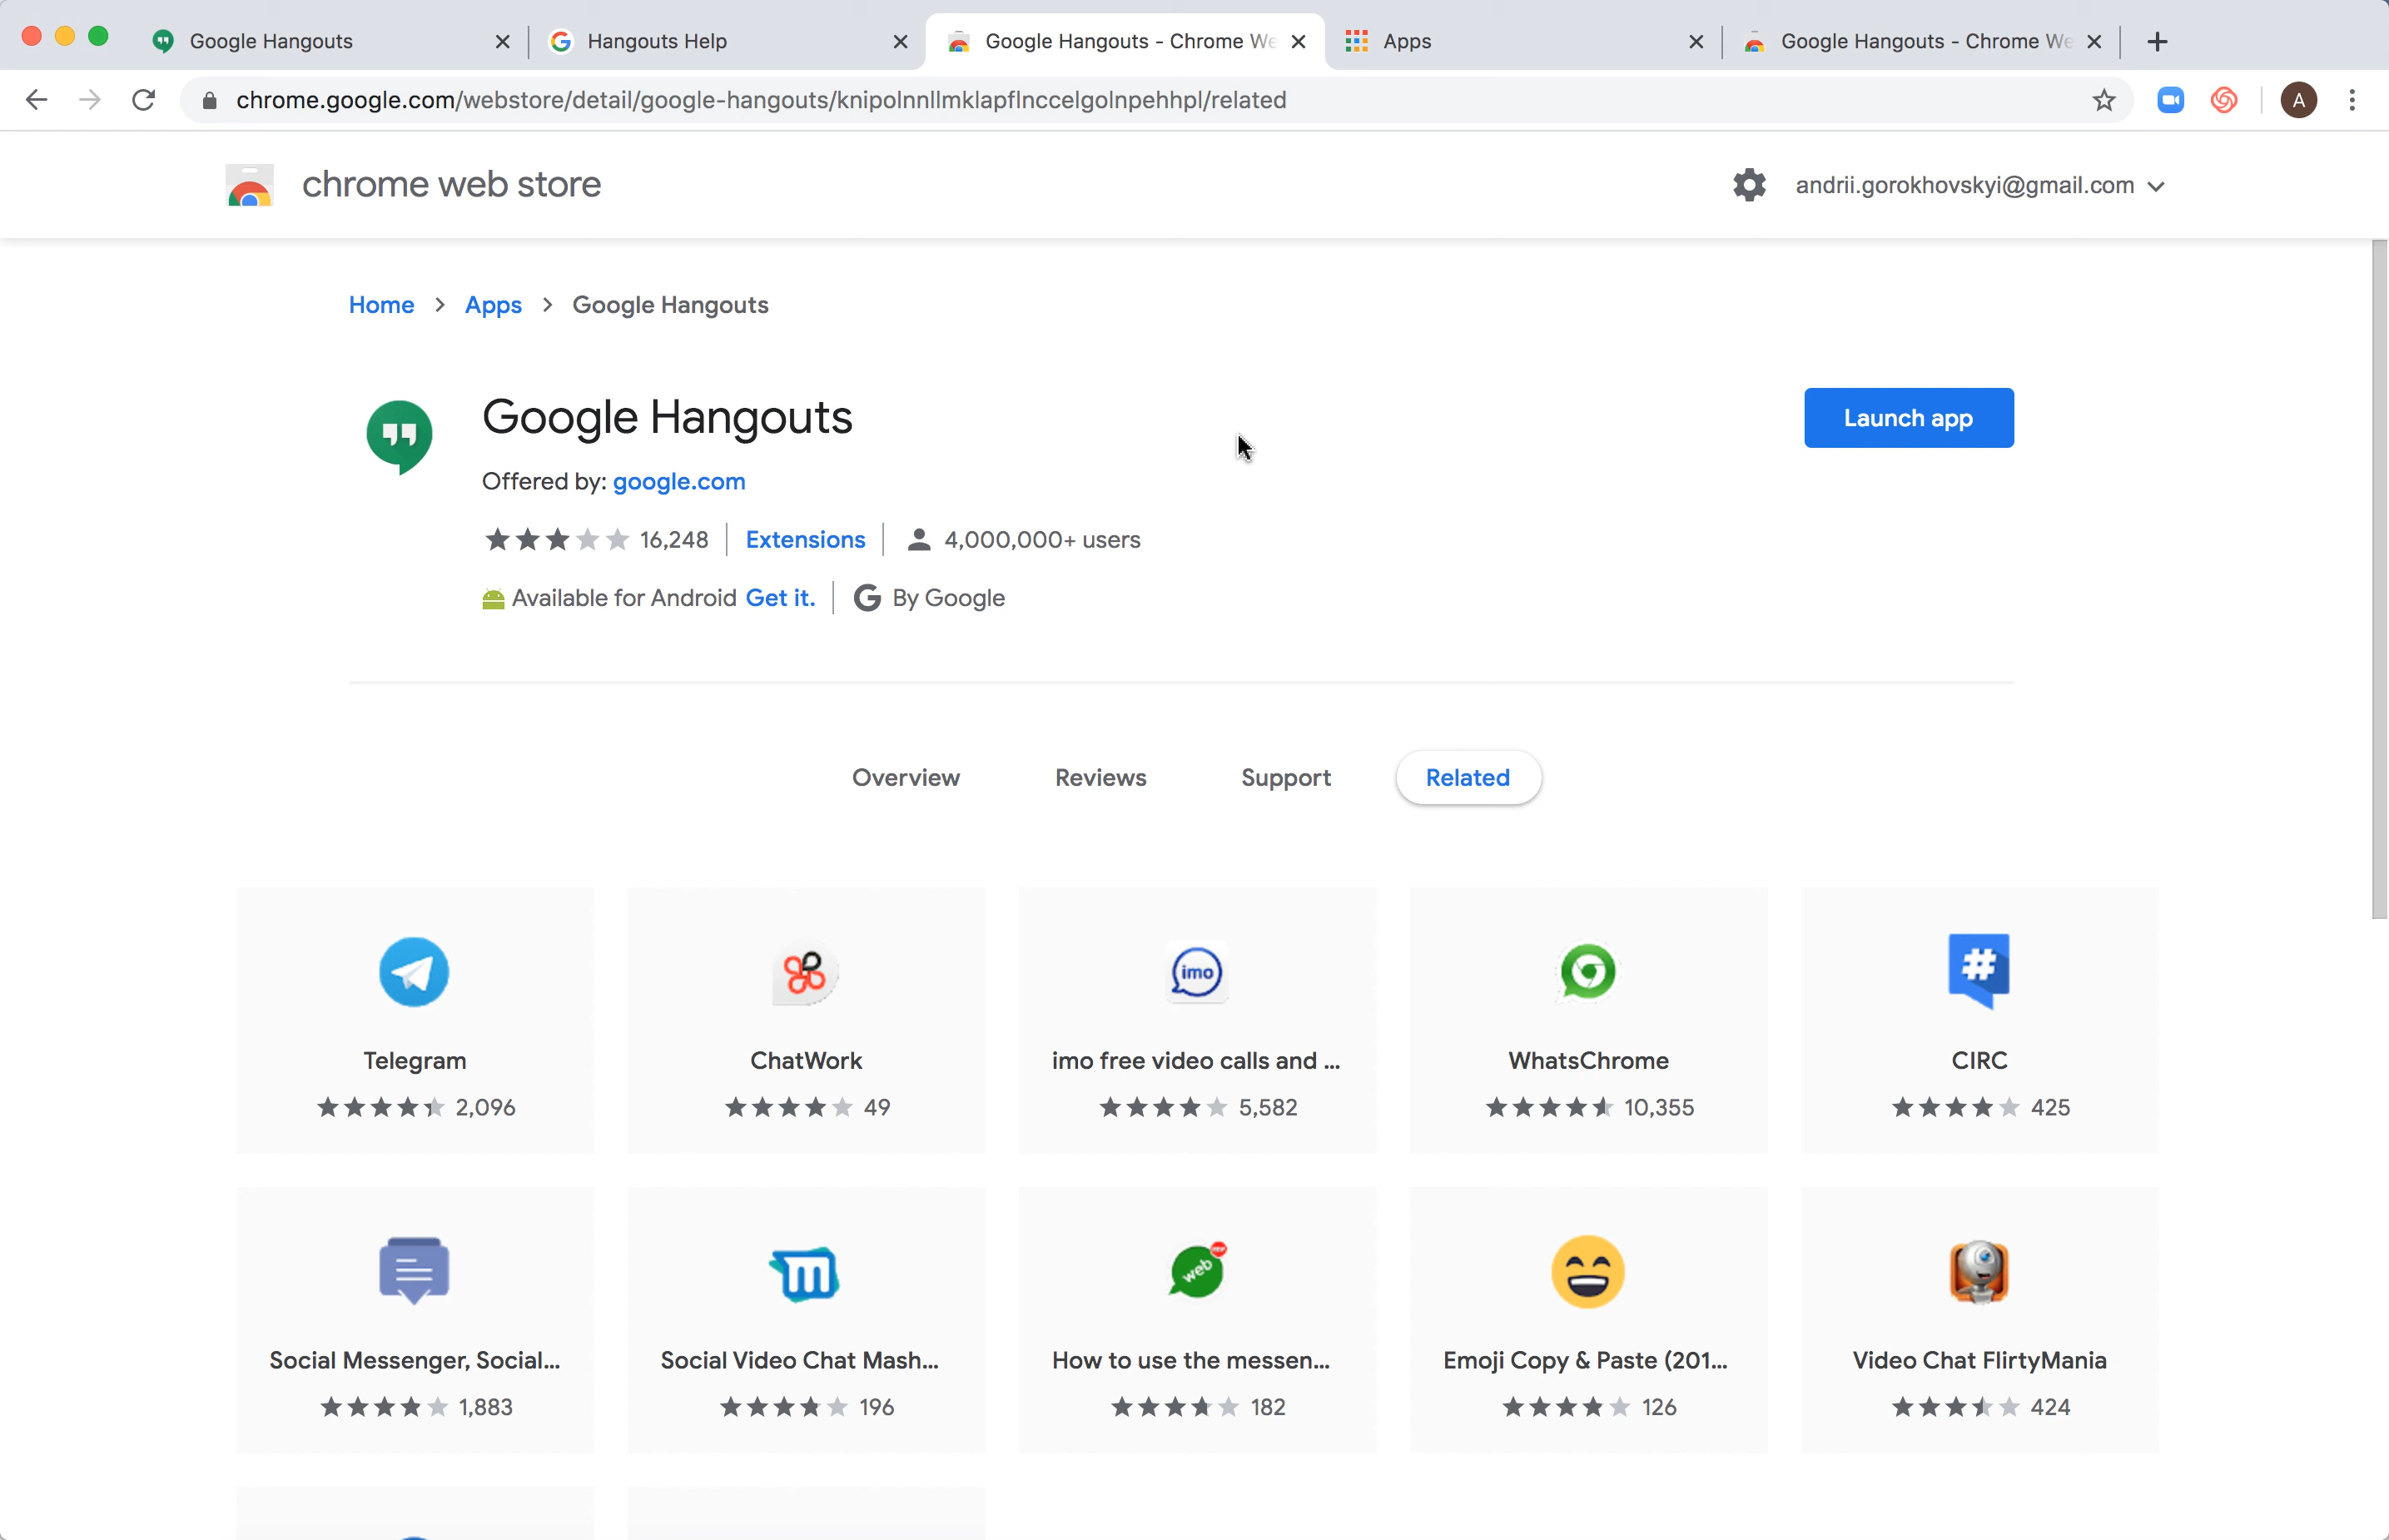 Google Hangouts
Hangouts Help
Google Hangouts - Chrome We
Apps
Google Hangouts - Chrome We
chrome.google.com/webstore/detail/google-hangouts/knipolnnllmklapflnccelgolnpehhpl/related
A
chrome web store
andrii.gorokhovskyi@gmail.com
Home > Apps > Google Hangouts
Google Hangouts
Launch app
Offered by: google.com
16,248 Extensions 4,000,000+ users
Available for Android Get it. By Google
Overview Reviews Support Related
imo
#
Telegram ChatWork imo free video calls and ... WhatsChrome CIRC
2,096 49 5,582 10,355 425
web
Social Messenger, Social... Social Video Chat Mash... How to use the messen... Emoji Copy & Paste (201... Video Chat FlirtyMania
1,883 196 182 126 424